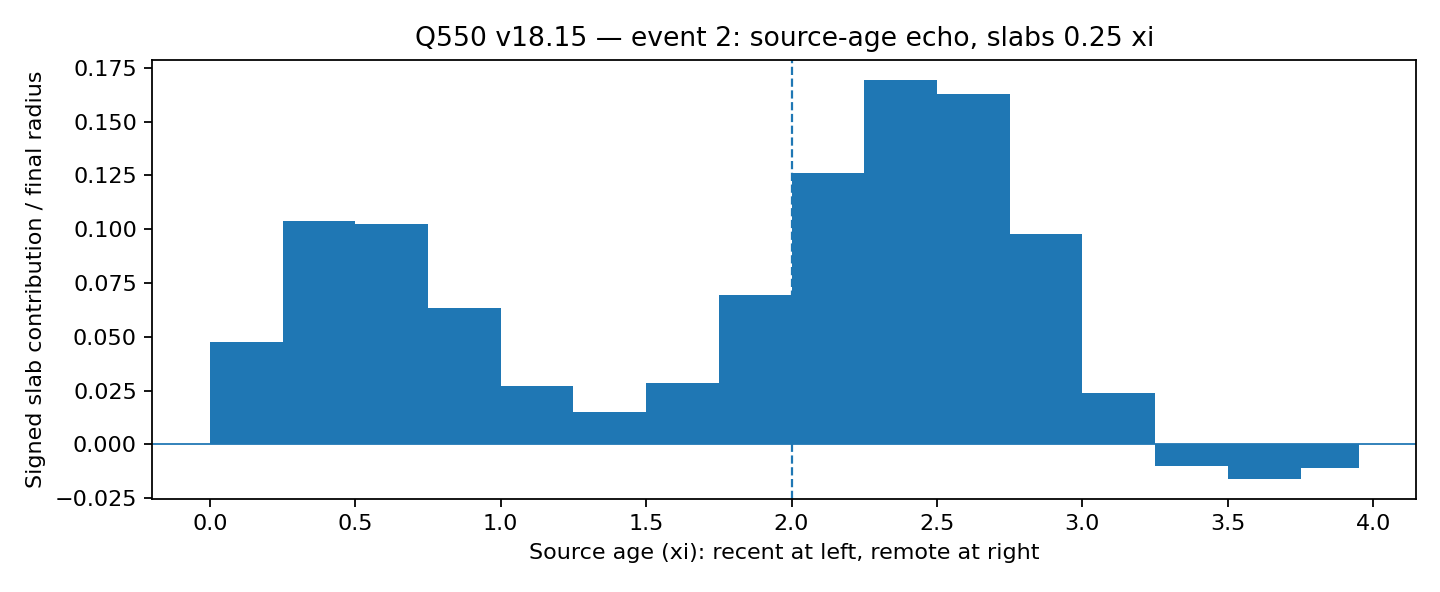 Q550 v18.15 — event 2: source-age echo, slabs 0.25 xi
Signed slab contribution / final radius
0.175
0.150
0.125
0.100
0.075
0.050
0.025
0.000
−0.025
0.0 0.5 1.0 1.5 2.0 2.5 3.0 3.5 4.0
Source age (xi): recent at left, remote at right